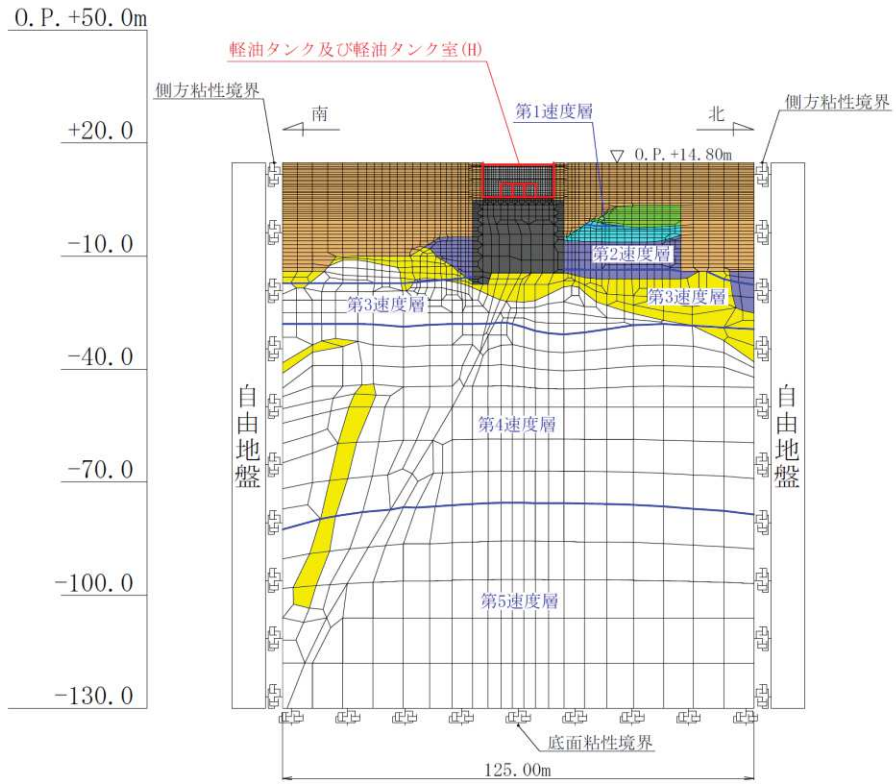 O.P.+50.0m
軽油タンク及び軽油タンク室(H)
側方粘性境界
第1速度層
側方粘性境界
南
北
+20.0
O.P.+14.80m
-10.0
第2速度層
第3速度層
第3速度層
-40.0
自由地盤
自由地盤
第4速度層
-70.0
-100.0
第5速度層
-130.0
底面粘性境界
125.00m